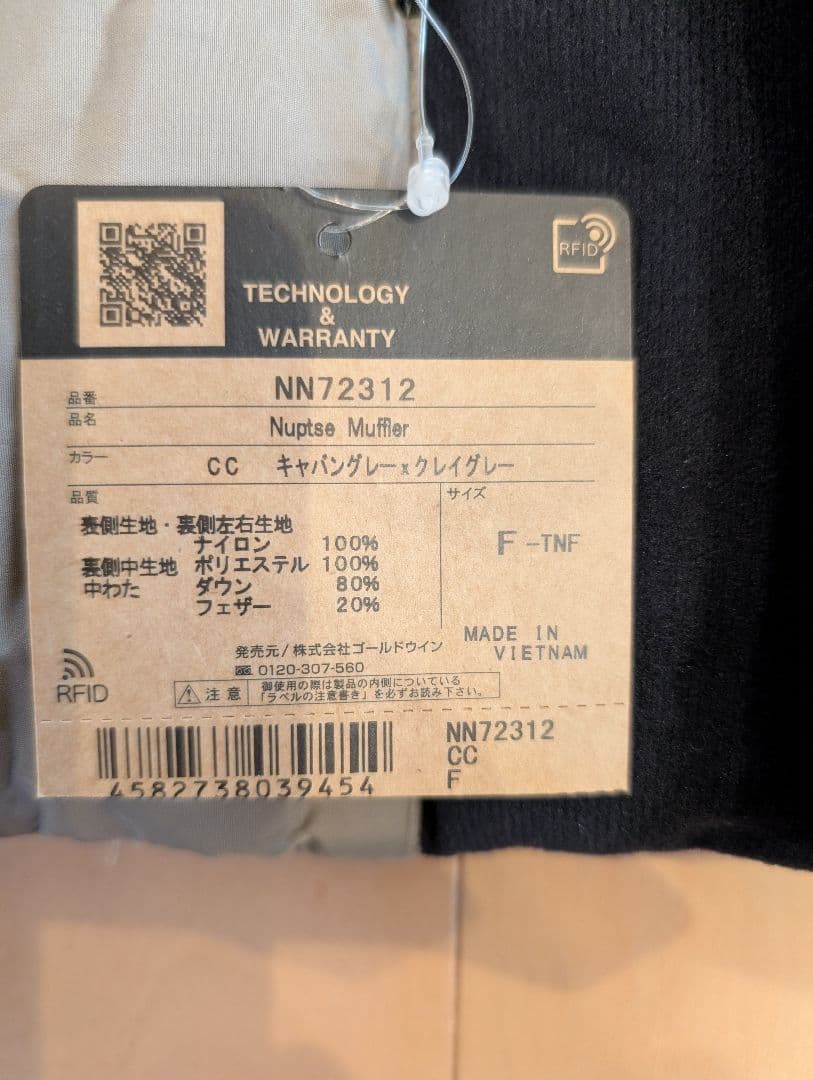 RFID
TECHNOLOGY
&
WARRANTY
品番 NN72312
品名 Nuptse Muffler
カラー CC キャバングレー×クレイグレー
品質 サイズ
表側生地・裏側左右生地
ナイロン 100%
裏側中生地 ポリエステル 100%
中わた ダウン 80%
フェザー 20%
F -TNF
MADE IN
VIETNAM
発売元/株式会社ゴールドウイン
0120-307-560
RFID
注意 御使用の際は製品の内側についている
「ラベルの注意書き」を必ずお読み下さい。
4582738039454
NN72312
CC
F